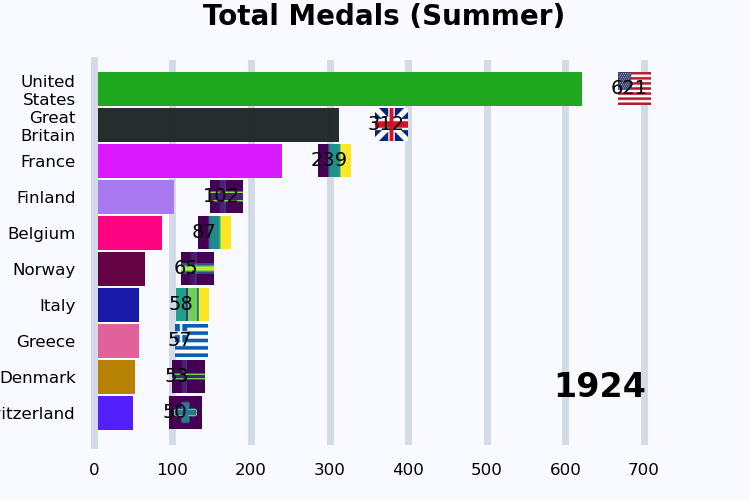 Total Medals (Summer)
United
States
621
Great
Britain
312
France
239
Finland
102
Belgium
87
Norway
65
Italy
58
Greece
57
Denmark
53
itzerland
50
1924
0 100 200 300 400 500 600 700